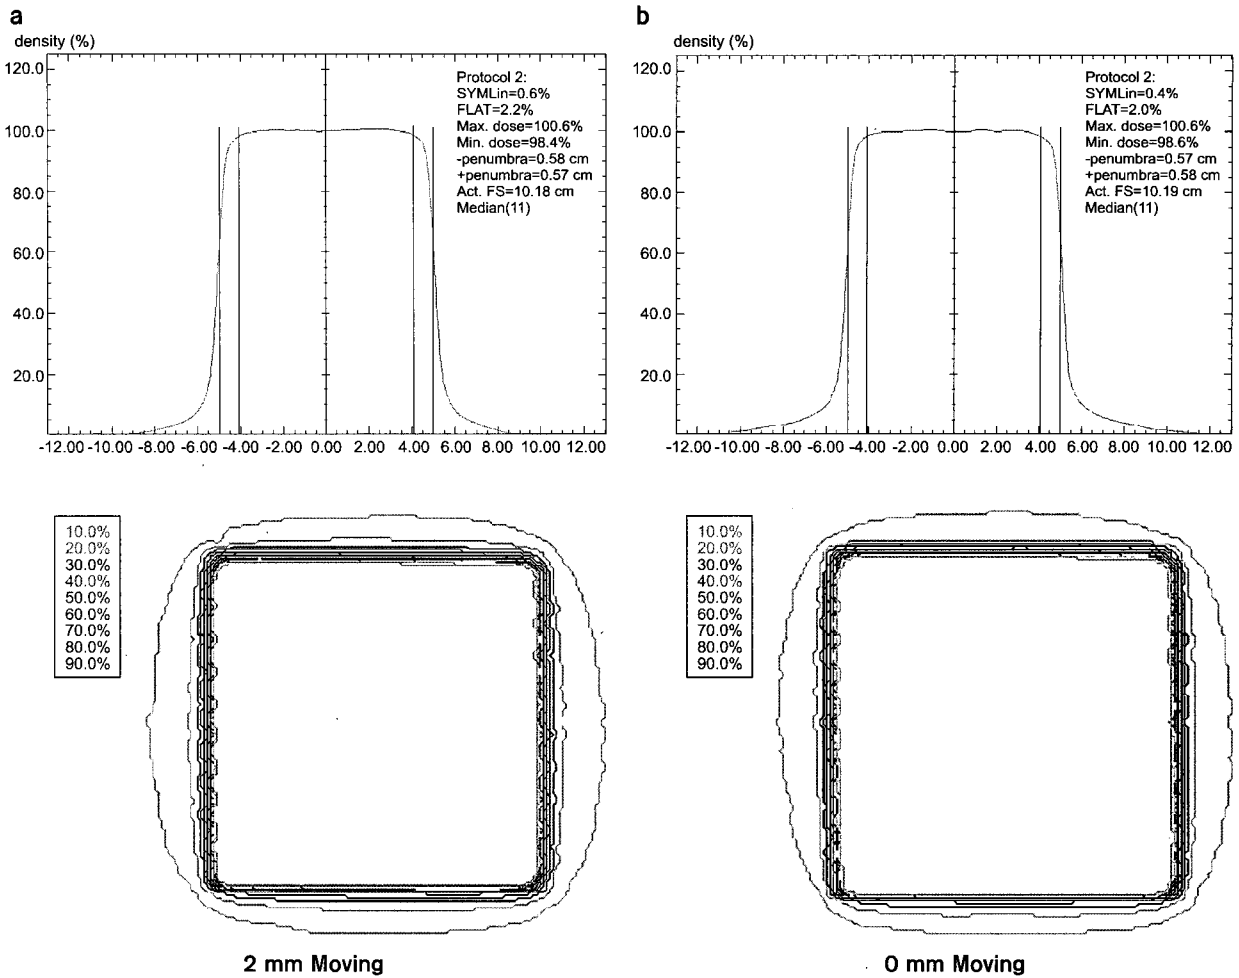 a
density (%)
120.0
100.0
80.0
60.0
40.0
20.0
Protocol 2:
SYMLin=0.6%
FLAT=2.2%
Max. dose=100.6%
Min. dose=98.4%
-penumbra=0.58 cm
+penumbra=0.57 cm
Act. FS=10.18 cm
Median(11)
-12.00 -10.00 -8.00 -6.00 -4.00 -2.00 0.00 2.00 4.00 6.00 8.00 10.00 12.00
b
density (%)
120.0
100.0
80.0
60.0
40.0
20.0
Protocol 2:
SYMLin=0.4%
FLAT=2.0%
Max. dose=100.6%
Min. dose=98.6%
-penumbra=0.57 cm
+penumbra=0.58 cm
Act. FS=10.19 cm
Median(11)
-12.00 -10.00 -8.00 -6.00 -4.00 -2.00 0.00 2.00 4.00 6.00 8.00 10.00 12.00
10.0%
20.0%
30.0%
40.0%
50.0%
60.0%
70.0%
80.0%
90.0%
2 mm Moving
10.0%
20.0%
30.0%
40.0%
50.0%
60.0%
70.0%
80.0%
90.0%
0 mm Moving